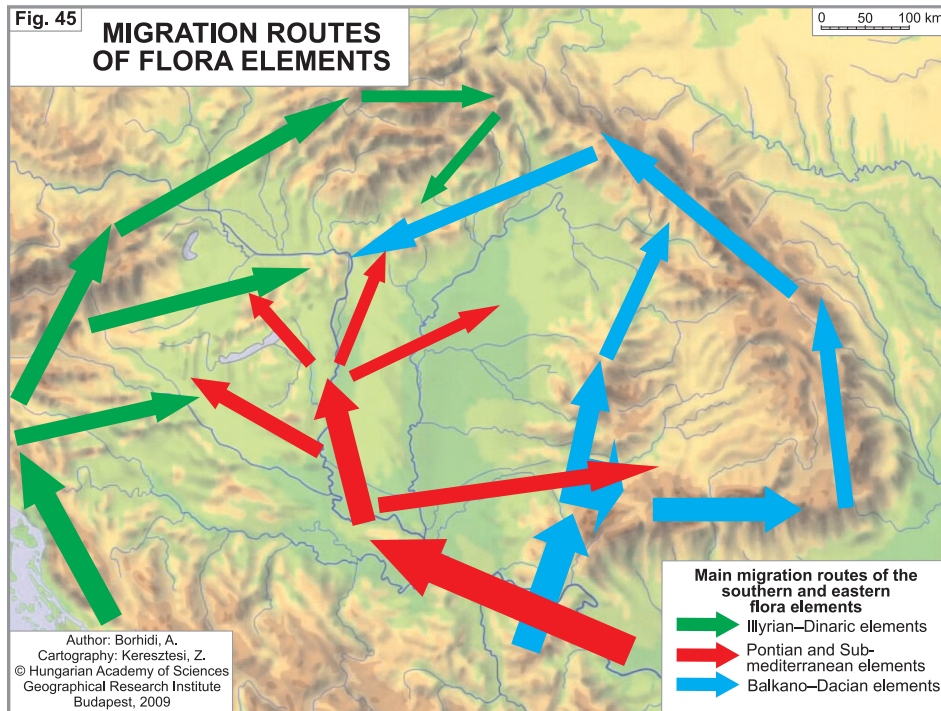 Fig. 45
MIGRATION ROUTES
OF FLORA ELEMENTS
0 50 100 km
Main migration routes of the
southern and eastern
flora elements
Illyrian–Dinaric elements
Pontian and Sub-
mediterranean elements
Balkano–Dacian elements
Author: Borhidi, A.
Cartography: Keresztesi, Z.
© Hungarian Academy of Sciences
Geographical Research Institute
Budapest, 2009